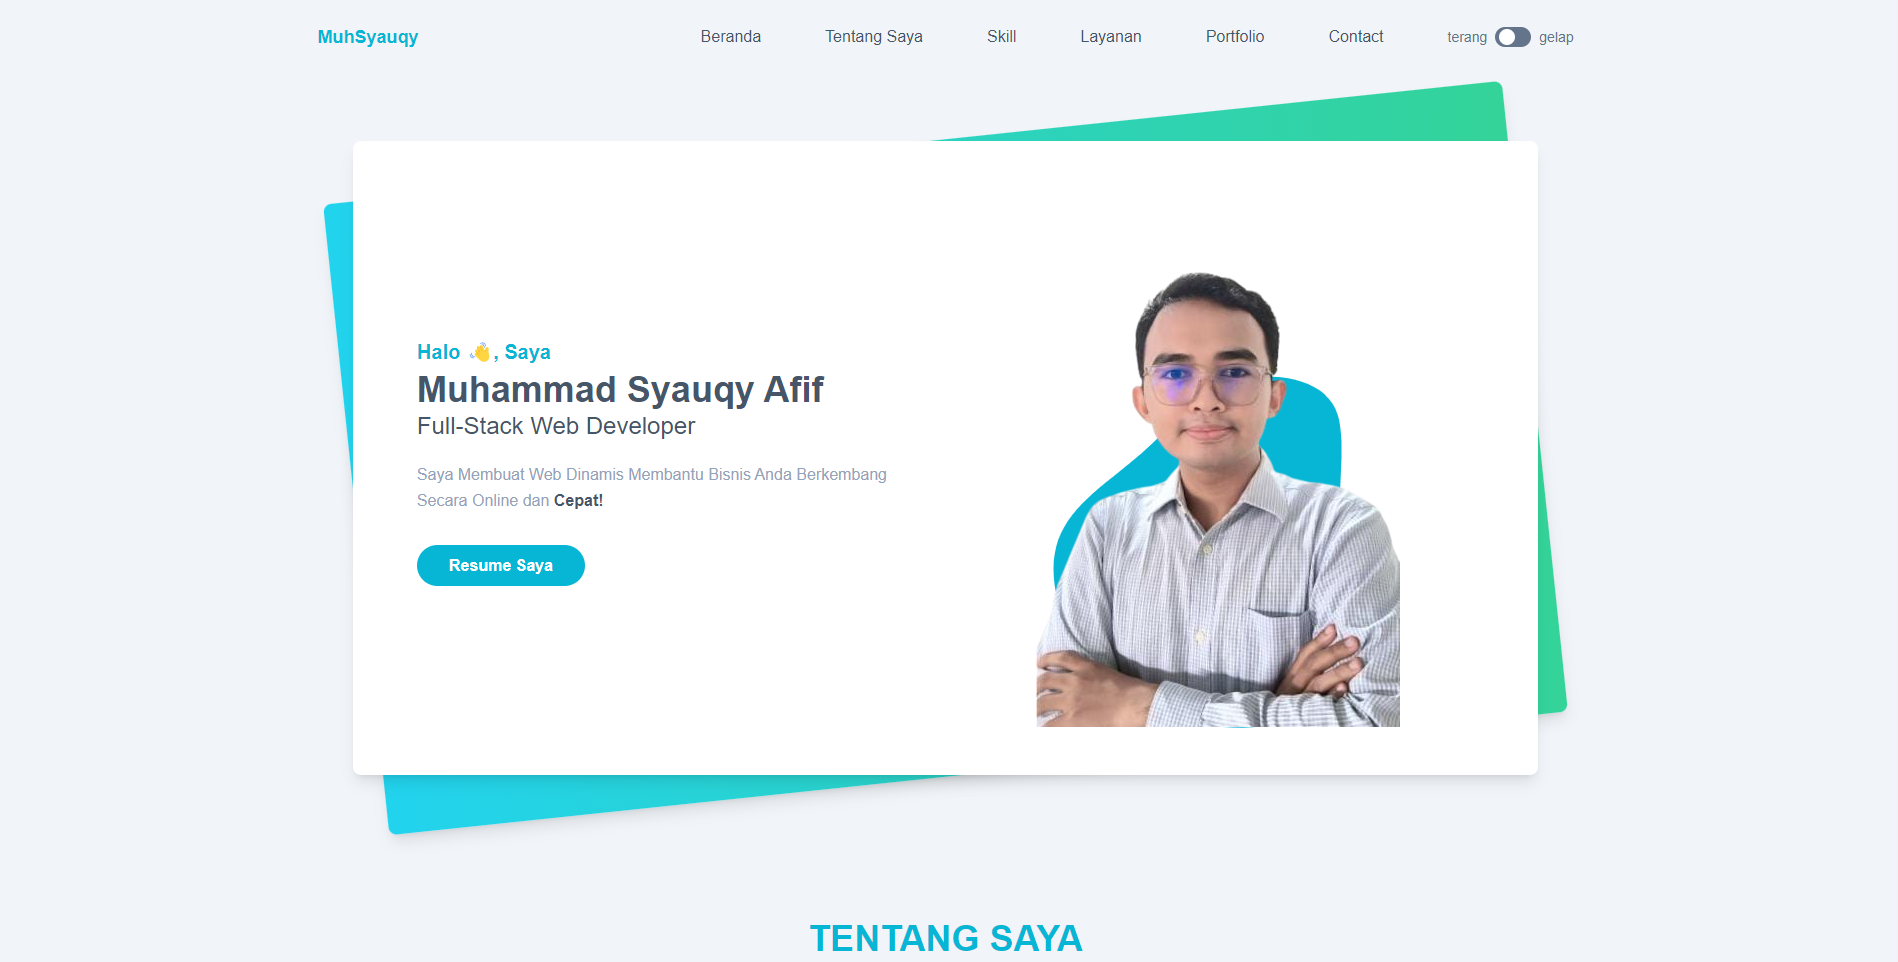 MuhSyauqy
Beranda
Tentang Saya
Skill
Layanan
Portfolio
Contact
terang
gelap
Halo 👋, Saya
Muhammad Syauqy Afif
Full-Stack Web Developer
Saya Membuat Web Dinamis Membantu Bisnis Anda Berkembang
Secara Online dan Cepat!
Resume Saya
TENTANG SAYA